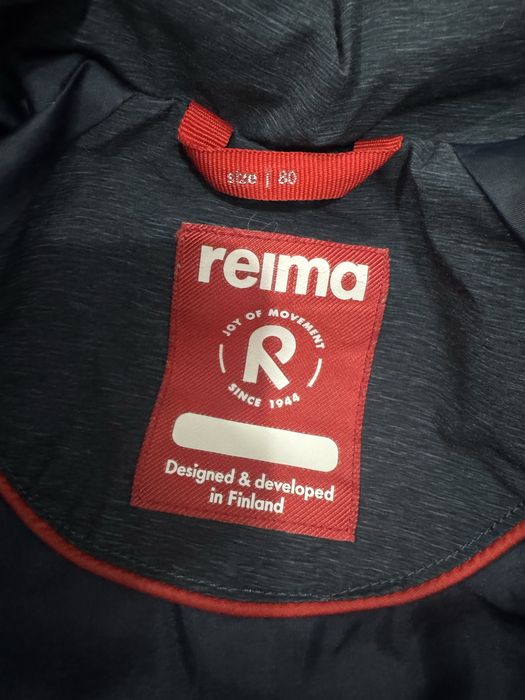 size | 80
reima
JOY OF MOVEMENT
R
SINCE 1944
Designed & developed
in Finland